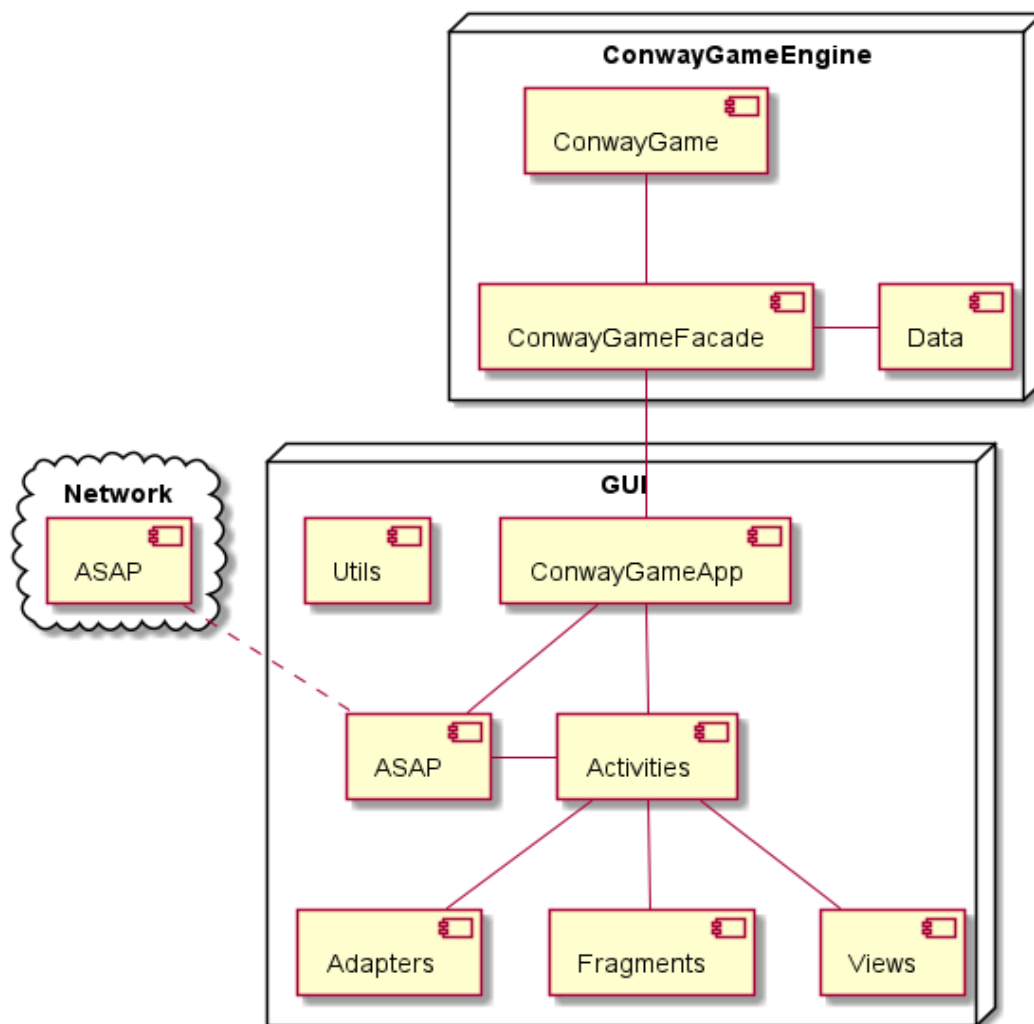 ConwayGameEngine
ConwayGame
ConwayGameFacade
Data
Network
ASAP
GUI
Utils
ConwayGameApp
ASAP
Activities
Adapters
Fragments
Views